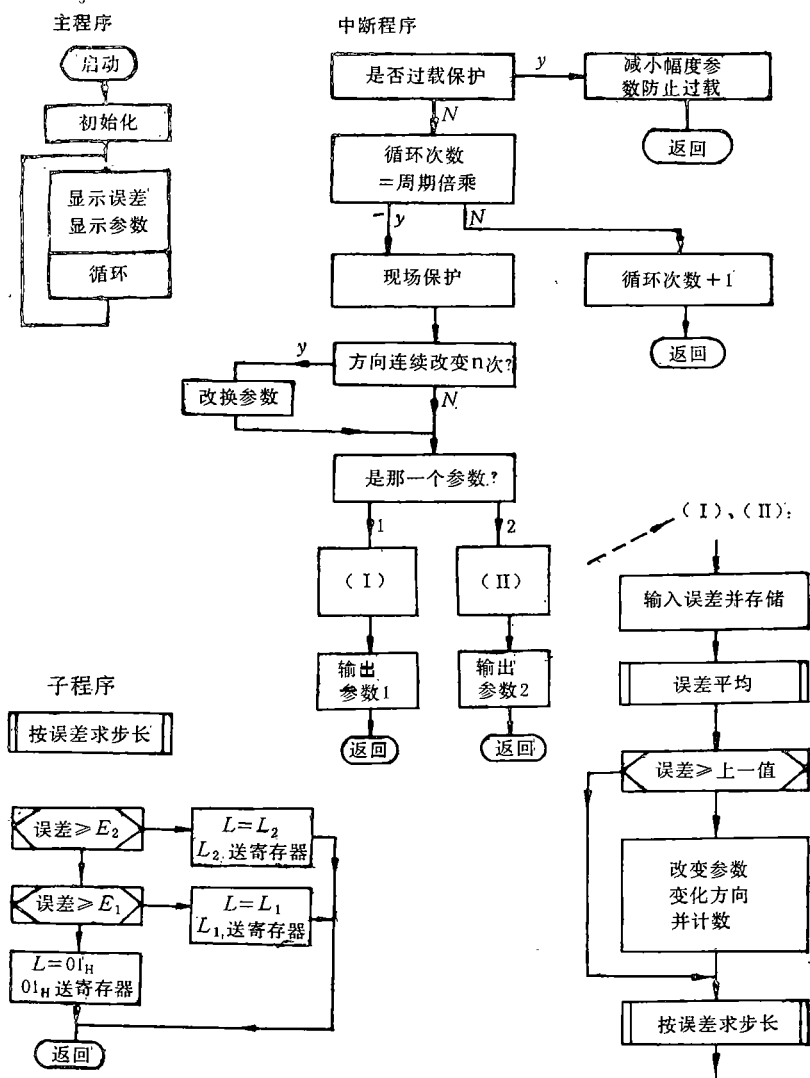 主程序
启动
初始化
显示误差
显示参数
循环
中断程序
是否过载保护
y
减小幅度参
数防止过载
返回
N
循环次数
=周期倍乘
y
N
现场保护
循环次数+1
返回
方向连续改变n次?
y
改换参数
N
是那一个参数?
1
2
(I)
(II)
输出
参数1
输出
参数2
返回
返回
(I)、(II):
输入误差并存储
误差平均
误差≥上一值
改变参数
变化方向
并计数
按误差求步长
子程序
按误差求步长
误差≥E₂
L=L₂
L₂送寄存器
误差≥E₁
L=L₁
L₁送寄存器
L=01H
01H送寄存器
返回